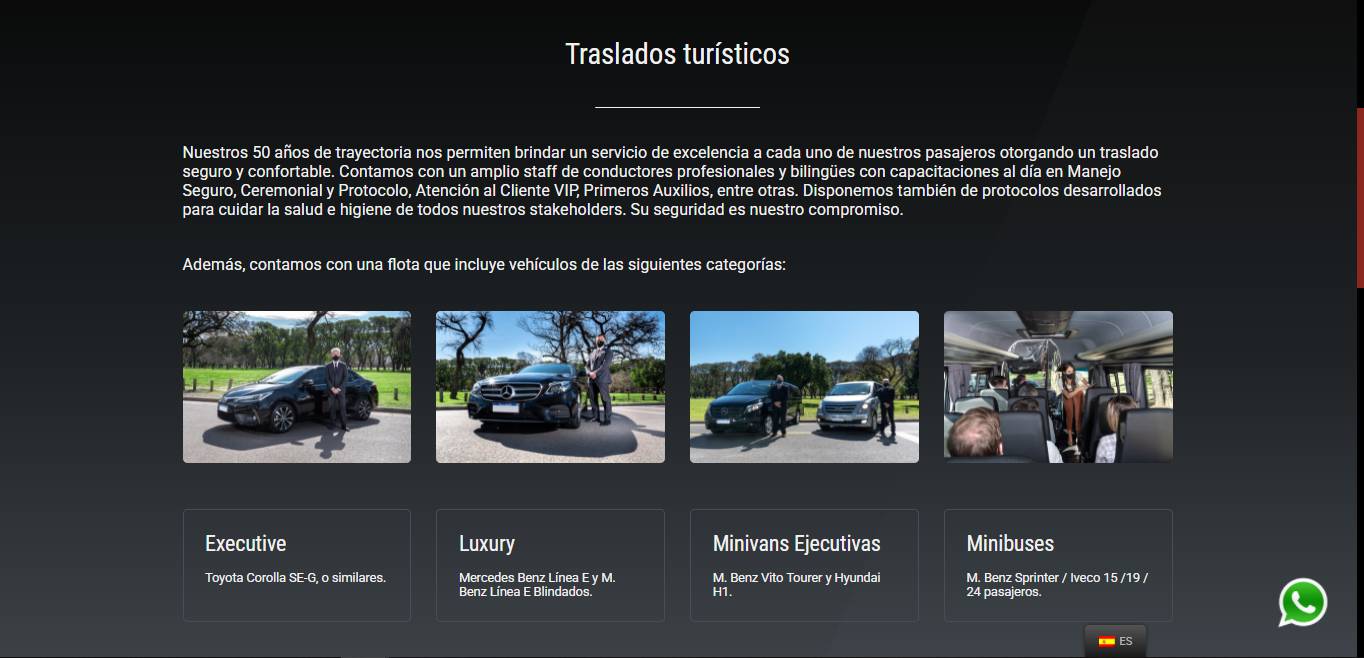 Traslados turísticos
Nuestros 50 años de trayectoria nos permiten brindar un servicio de excelencia a cada uno de nuestros pasajeros otorgando un traslado
seguro y confortable. Contamos con un amplio staff de conductores profesionales y bilingües con capacitaciones al día en Manejo
Seguro, Ceremonial y Protocolo, Atención al Cliente VIP, Primeros Auxilios, entre otras. Disponemos también de protocolos desarrollados
para cuidar la salud e higiene de todos nuestros stakeholders. Su seguridad es nuestro compromiso.
Además, contamos con una flota que incluye vehículos de las siguientes categorías:
Executive
Toyota Corolla SE-G, o similares.
Luxury
Mercedes Benz Línea E y M.
Benz Línea E Blindados.
Minivans Ejecutivas
M. Benz Vito Tourer y Hyundai
H1.
Minibuses
M. Benz Sprinter / Iveco 15 /19 /
24 pasajeros.
ES